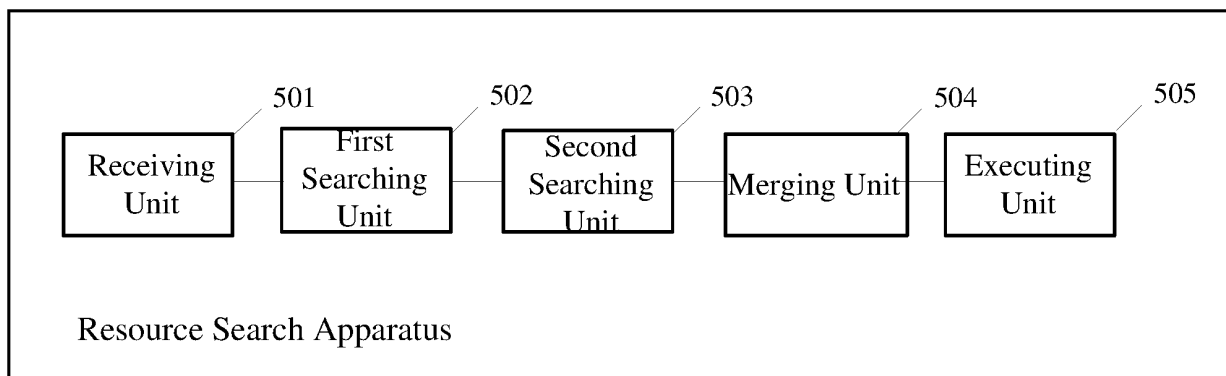 501
502
503
504
505
Receiving
Unit
First
Searching
Unit
Second
Searching
Unit
Merging Unit
Executing
Unit
Resource Search Apparatus